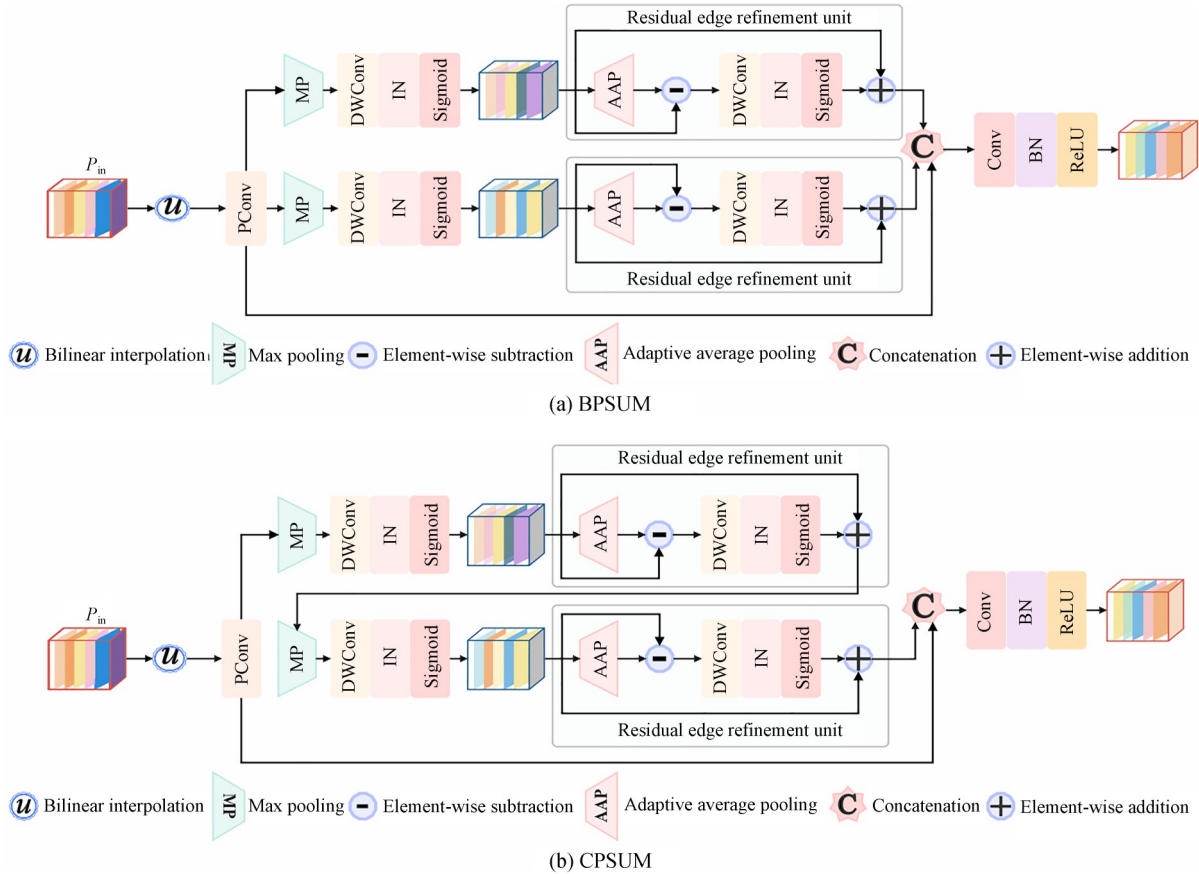 Residual edge refinement unit
MP
DWConv
IN
Sigmoid
AAP
-
DWConv
IN
Sigmoid
+
P_in
u
PConv
MP
DWConv
IN
Sigmoid
AAP
-
DWConv
IN
Sigmoid
+
C
Conv
BN
ReLU
Residual edge refinement unit
u Bilinear interpolation MP Max pooling - Element-wise subtraction AAP Adaptive average pooling C Concatenation + Element-wise addition
(a) BPSUM
Residual edge refinement unit
MP
DWConv
IN
Sigmoid
AAP
-
DWConv
IN
Sigmoid
+
P_in
u
PConv
MP
DWConv
IN
Sigmoid
AAP
-
DWConv
IN
Sigmoid
+
C
Conv
BN
ReLU
Residual edge refinement unit
u Bilinear interpolation MP Max pooling - Element-wise subtraction AAP Adaptive average pooling C Concatenation + Element-wise addition
(b) CPSUM